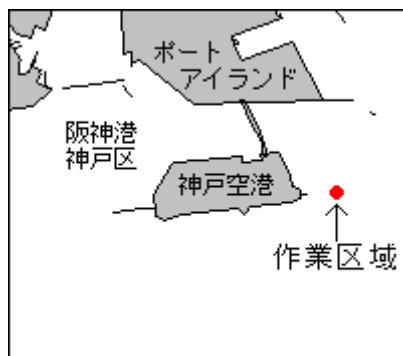 ポート
アイランド
阪神港
神戸区
神戸空港
作業区域